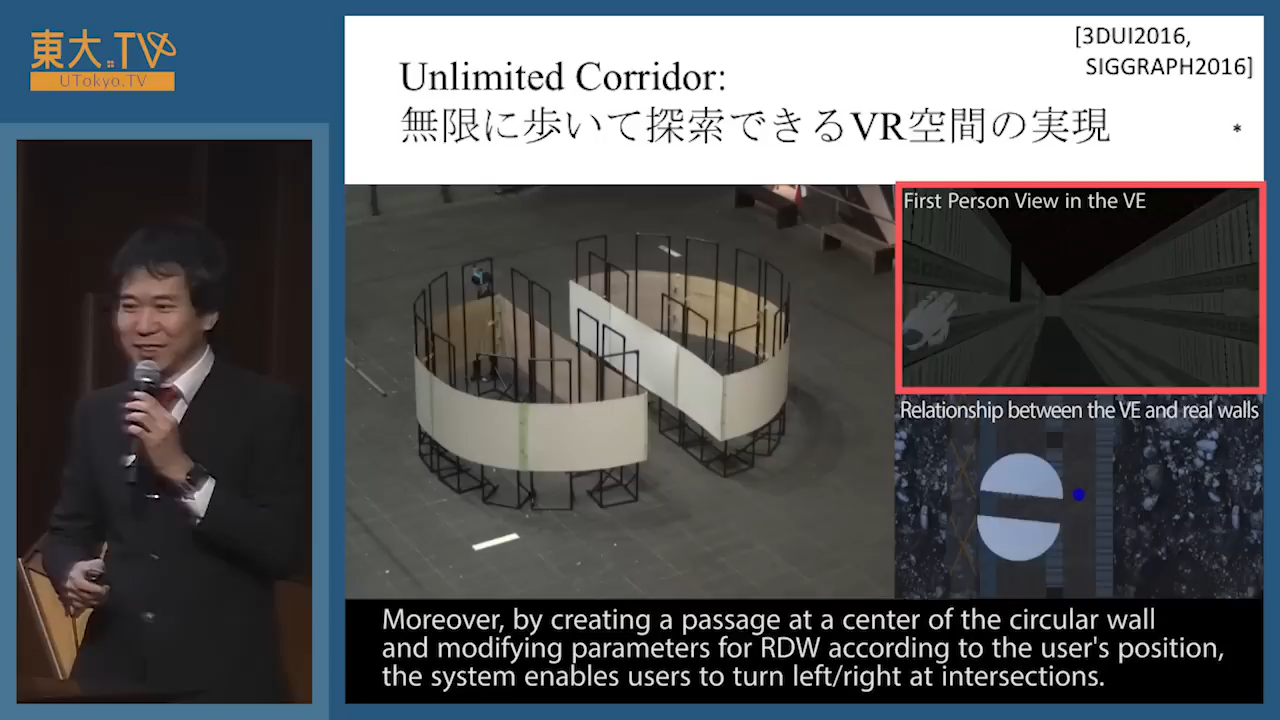 東大.TV
UTokyo.TV
[3DUI2016,
SIGGRAPH2016]
Unlimited Corridor:
無限に歩いて探索できるVR空間の実現
*
First Person View in the VE
Relationship between the VE and real walls
Moreover, by creating a passage at a center of the circular wall
and modifying parameters for RDW according to the user's position,
the system enables users to turn left/right at intersections.